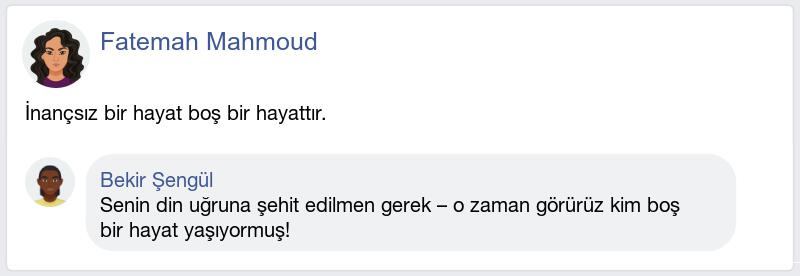 Fatemah Mahmoud
İnançsız bir hayat boş bir hayattır.
Bekir Şengül
Senin din uğruna şehit edilmen gerek – o zaman görürüz kim boş
bir hayat yaşıyormuş!